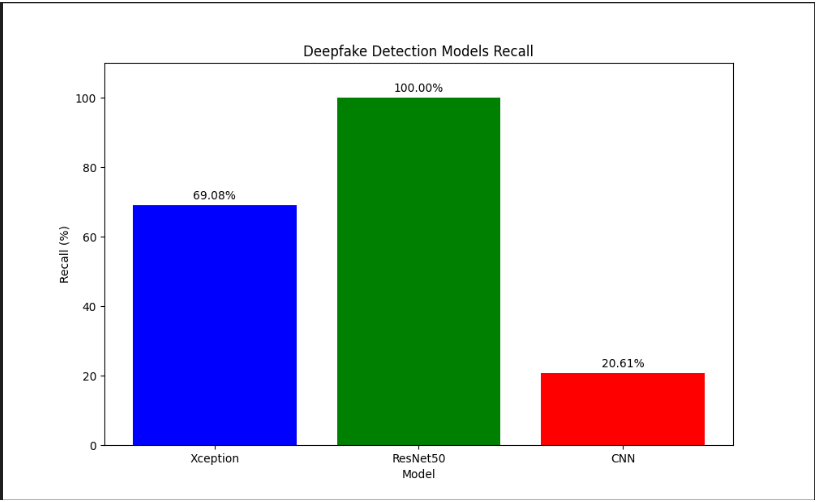 Deepfake Detection Models Recall
100.00%
69.08%
20.61%
100
80
60
40
20
0
Recall (%)
Xception ResNet50 CNN
Model